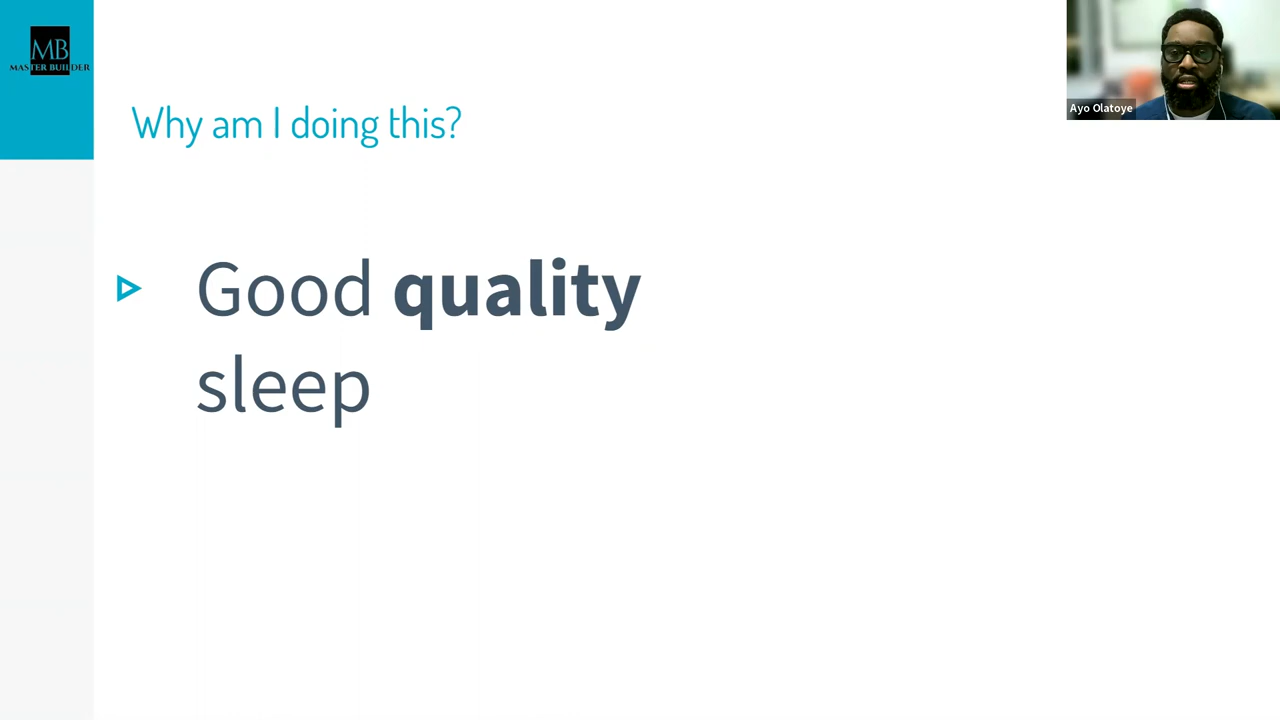 MB
MASTER BUILDER
Ayo Olatoye
Why am I doing this?
Good quality
sleep